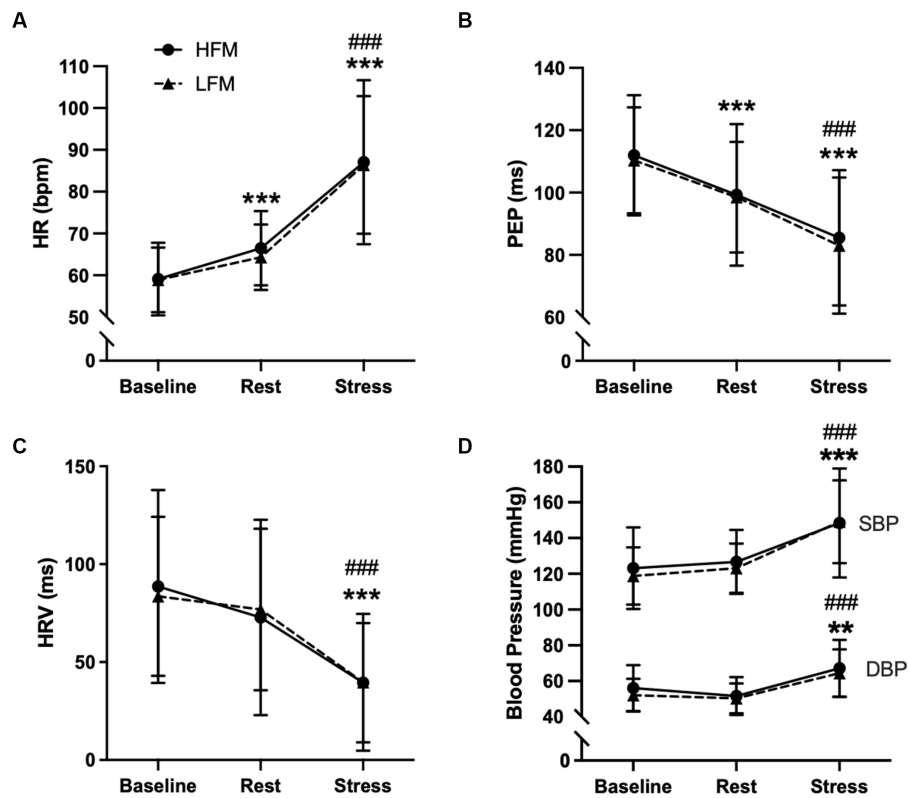 A
HFM
LFM
###
***
***
HR (bpm)
110
100
90
80
70
60
50
0
Baseline Rest Stress
B
***
###
***
PEP (ms)
140
120
100
80
60
0
Baseline Rest Stress
C
###
***
HRV (ms)
150
100
50
0
Baseline Rest Stress
D
###
***
SBP
###
**
DBP
Blood Pressure (mmHg)
180
160
140
120
100
80
60
40
0
Baseline Rest Stress